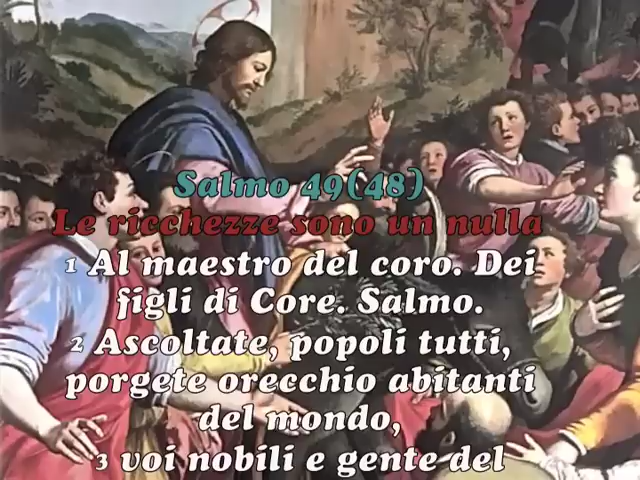 Salmo 49(48)
Le ricchezze sono un nulla
1 Al maestro del coro. Dei
figli di Core. Salmo.
2 Ascoltate, popoli tutti,
porgete orecchio abitanti
del mondo,
3 voi nobili e gente del